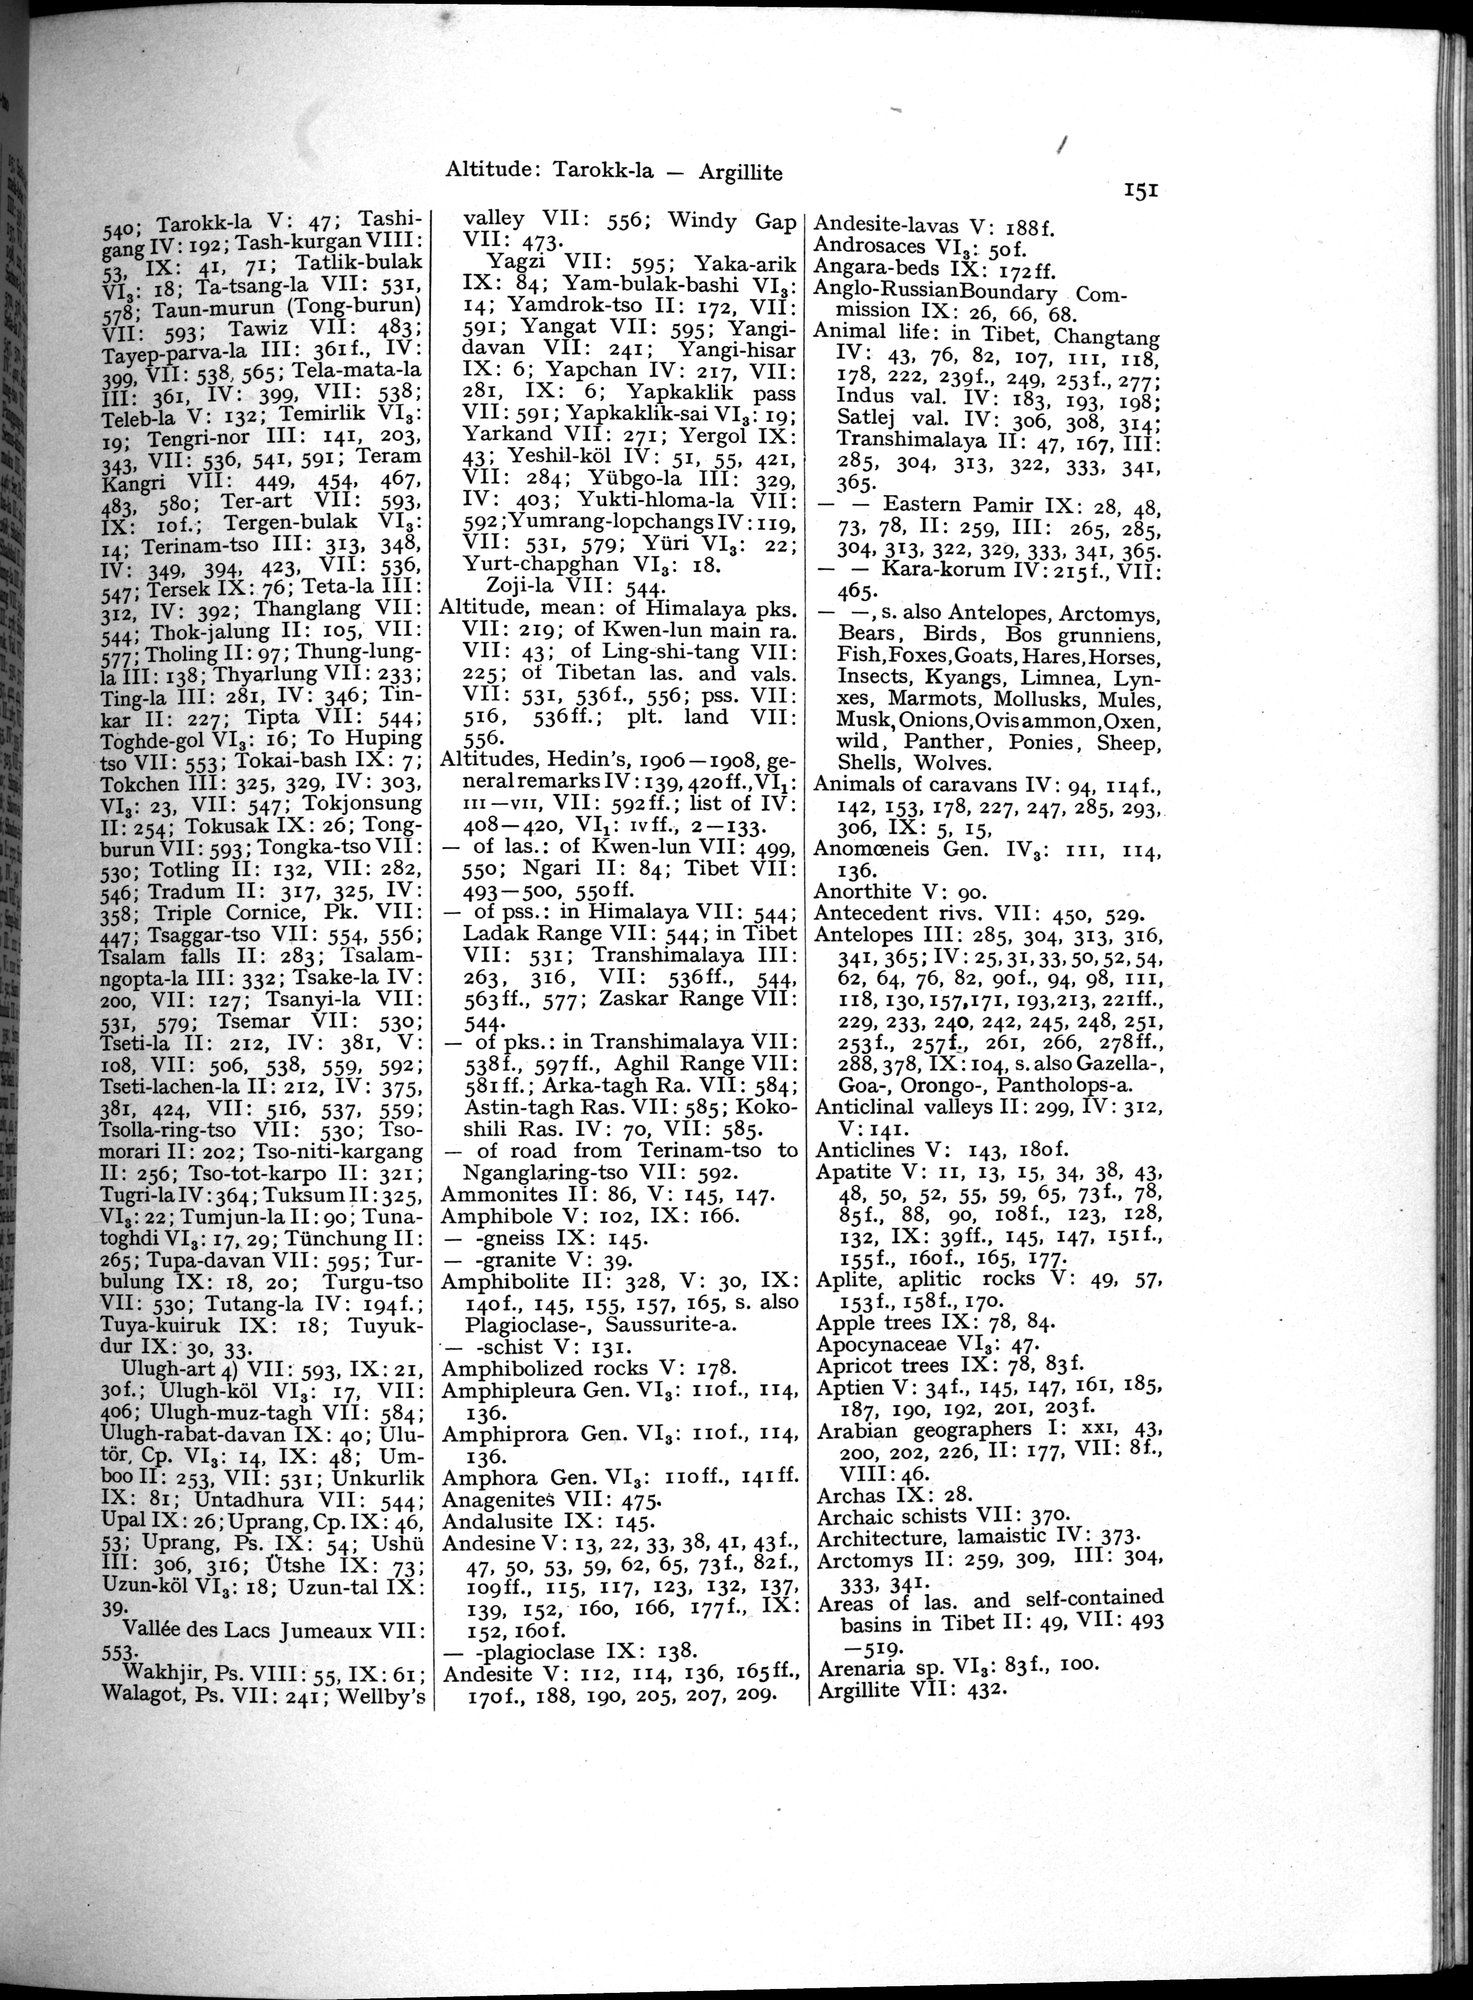 Altitude: Tarokk-la — Argillite
151
540; Tarokk-la V: 47; Tashi-
gang IV: 192; Tash-kurgan VIII:
53, IX: 41, 71; Tatlik-bulak
VI₃: 18; Ta-tsang-la VII: 531,
578; Taun-murun (Tong-burun)
VII: 593; Tawiz VII: 483;
Tayep-parva-la III: 361f., IV:
399, VII: 538, 565; Tela-mata-la
III: 361, IV: 399, VII: 538;
Teleb-la V: 132; Temirlik VI₃:
19; Tengri-nor III: 141, 203,
343, VII: 536, 541, 591; Teram
Kangri VII: 449, 454, 467,
483, 580; Ter-art VII: 593,
IX: 10f.; Tergen-bulak VI₃:
14; Terinam-tso III: 313, 348,
IV: 349, 394, 423, VII: 536,
547; Tersek IX: 76; Teta-la III:
312, IV: 392; Thanglang VII:
544; Thok-jalung II: 105, VII:
577; Tholing II: 97; Thung-lung-
la III: 138; Thyarlung VII: 233;
Ting-la III: 281, IV: 346; Tin-
kar II: 227; Tipta VII: 544;
Toghde-gol VI₃: 16; To Huping
tso VII: 553; Tokai-bash IX: 7;
Tokchen III: 325, 329, IV: 303,
VI₃: 23, VII: 547; Tokjonsung
II: 254; Tokusak IX: 26; Tong-
burun VII: 593; Tongka-tso VII:
530; Totling II: 132, VII: 282,
546; Tradum II: 317, 325, IV:
358; Triple Cornice, Pk. VII:
447; Tsaggar-tso VII: 554, 556;
Tsalam falls II: 283; Tsalam-
ngopta-la III: 332; Tsake-la IV:
200, VII: 127; Tsanyi-la VII:
531, 579; Tsemar VII: 530;
Tseti-la II: 212, IV: 381, V:
108, VII: 506, 538, 559, 592;
Tseti-lachen-la II: 212, IV: 375,
381, 424, VII: 516, 537, 559;
Tsolla-ring-tso VII: 530; Tso-
morari II: 202; Tso-niti-kargang
II: 256; Tso-tot-karpo II: 321;
Tugri-la IV: 364; Tuksum II: 325,
VI₃: 22; Tumjun-la II: 90; Tuna-
toghdi VI₃: 17, 29; Tünchung II:
265; Tupa-davan VII: 595; Tur-
bulung IX: 18, 20; Turgu-tso
VII: 530; Tutang-la IV: 194f.;
Tuya-kuiruk IX: 18; Tuyuk-
dur IX: 30, 33.
Ulugh-art 4) VII: 593, IX: 21,
30f.; Ulugh-köl VI₃: 17, VII:
406; Ulugh-muz-tagh VII: 584;
Ulugh-rabat-davan IX: 40; Ulu-
tör, Cp. VI₃: 14, IX: 48; Um-
boo II: 253, VII: 531; Unkurlik
IX: 81; Untadhura VII: 544;
Upal IX: 26; Uprang, Cp. IX: 46,
53; Uprang, Ps. IX: 54; Ushü
III: 306, 316; Ütshe IX: 73;
Uzun-köl VI₃: 18; Uzun-tal IX:
39.
Vallée des Lacs Jumeaux VII:
553.
Wakhjir, Ps. VIII: 55, IX: 61;
Walagot, Ps. VII: 241; Wellby's
valley VII: 556; Windy Gap
VII: 473.
Yagzi VII: 595; Yaka-arik
IX: 84; Yam-bulak-bashi VI₃:
14; Yamdrok-tso II: 172, VII:
591; Yangat VII: 595; Yangi-
davan VII: 241; Yangi-hisar
IX: 6; Yapchan IV: 217, VII:
281, IX: 6; Yapkaklik pass
VII: 591; Yapkaklik-sai VI₃: 19;
Yarkand VII: 271; Yergol IX:
43; Yeshil-köl IV: 51, 55, 421,
VII: 284; Yübgo-la III: 329,
IV: 403; Yukti-hloma-la VII:
592; Yumrang-lopchangs IV: 119,
VII: 531, 579; Yüri VI₃: 22;
Yurt-chapghan VI₃: 18.
Zoji-la VII: 544.
Altitude, mean: of Himalaya pks.
VII: 219; of Kwen-lun main ra.
VII: 43; of Ling-shi-tang VII:
225; of Tibetan las. and vals.
VII: 531, 536f., 556; pss. VII:
516, 536ff.; plt. land VII:
556.
Altitudes, Hedin's, 1906—1908, ge-
neral remarks IV: 139, 420ff., VI₁:
III—VII, VII: 592ff.; list of IV:
408—420, VI₁: IVff., 2—133.
— of las.: of Kwen-lun VII: 499,
550; Ngari II: 84; Tibet VII:
493—500, 550ff.
— of pss.: in Himalaya VII: 544;
Ladak Range VII: 544; in Tibet
VII: 531; Transhimalaya III:
263, 316, VII: 536ff., 544,
563ff., 577; Zaskar Range VII:
544.
— of pks.: in Transhimalaya VII:
538f., 597ff., Aghil Range VII:
581ff.; Arka-tagh Ra. VII: 584;
Astin-tagh Ras. VII: 585; Koko-
shili Ras. IV: 70, VII: 585.
— of road from Terinam-tso to
Nganglaring-tso VII: 592.
Ammonites II: 86, V: 145, 147.
Amphibole V: 102, IX: 166.
— -gneiss IX: 145.
— -granite V: 39.
Amphibolite II: 328, V: 30, IX:
140f., 145, 155, 157, 165, s. also
Plagioclase-, Saussurite-a.
— -schist V: 131.
Amphibolized rocks V: 178.
Amphipleura Gen. VI₃: 110f., 114,
136.
Amphiprora Gen. VI₃: 110f., 114,
136.
Amphora Gen. VI₃: 110ff., 141ff.
Anagenites VII: 475.
Andalusite IX: 145.
Andesine V: 13, 22, 33, 38, 41, 43f.,
47, 50, 53, 59, 62, 65, 73f., 82f.,
109ff., 115, 117, 123, 132, 137,
139, 152, 160, 166, 177f., IX:
152, 160f.
— -plagioclase IX: 138.
Andesite V: 112, 114, 136, 165ff.,
170f., 188, 190, 205, 207, 209.
Andesite-lavas V: 188f.
Androsaces VI₃: 50f.
Angara-beds IX: 172ff.
Anglo-Russian Boundary Com-
mission IX: 26, 66, 68.
Animal life: in Tibet, Changtang
IV: 43, 76, 82, 107, 111, 118,
178, 222, 239f., 249, 253f., 277;
Indus val. IV: 183, 193, 198;
Satlej val. IV: 306, 308, 314;
Transhimalaya II: 47, 167, III:
285, 304, 313, 322, 333, 341,
365.
— — Eastern Pamir IX: 28, 48,
73, 78, II: 259, III: 265, 285,
304, 313, 322, 329, 333, 341, 365.
— — Kara-korum IV: 215f., VII:
465.
— —, s. also Antelopes, Arctomys,
Bears, Birds, Bos grunniens,
Fish, Foxes, Goats, Hares, Horses,
Insects, Kyangs, Limnea, Lyn-
xes, Marmots, Mollusks, Mules,
Musk, Onions, Ovis ammon, Oxen,
wild, Panther, Ponies, Sheep,
Shells, Wolves.
Animals of caravans IV: 94, 114f.,
142, 153, 178, 227, 247, 285, 293,
306, IX: 5, 15,
Anomœneis Gen. IV₃: 111, 114,
136.
Anorthite V: 90.
Antecedent rivs. VII: 450, 529.
Antelopes III: 285, 304, 313, 316,
341, 365; IV: 25, 31, 33, 50, 52, 54,
62, 64, 76, 82, 90f., 94, 98, 111,
118, 130, 157, 171, 193, 213, 221ff.,
229, 233, 240, 242, 245, 248, 251,
253f., 257f., 261, 266, 278ff.,
288, 378, IX: 104, s. also Gazella-,
Goa-, Orongo-, Pantholops-a.
Anticlinal valleys II: 299, IV: 312,
V: 141.
Anticlines V: 143, 180f.
Apatite V: 11, 13, 15, 34, 38, 43,
48, 50, 52, 55, 59, 65, 73f., 78,
85f., 88, 90, 108f., 123, 128,
132, IX: 39ff., 145, 147, 151f.,
155f., 160f., 165, 177.
Aplite, aplitic rocks V: 49, 57,
153f., 158f., 170.
Apple trees IX: 78, 84.
Apocynaceae VI₃: 47.
Apricot trees IX: 78, 83f.
Aptien V: 34f., 145, 147, 161, 185,
187, 190, 192, 201, 203f.
Arabian geographers I: XXI, 43,
200, 202, 226, II: 177, VII: 8f.,
VIII: 46.
Archas IX: 28.
Archaic schists VII: 370.
Architecture, lamaistic IV: 373.
Arctomys II: 259, 309, III: 304,
333, 341.
Areas of las. and self-contained
basins in Tibet II: 49, VII: 493
—519.
Arenaria sp. VI₃: 83f., 100.
Argillite VII: 432.